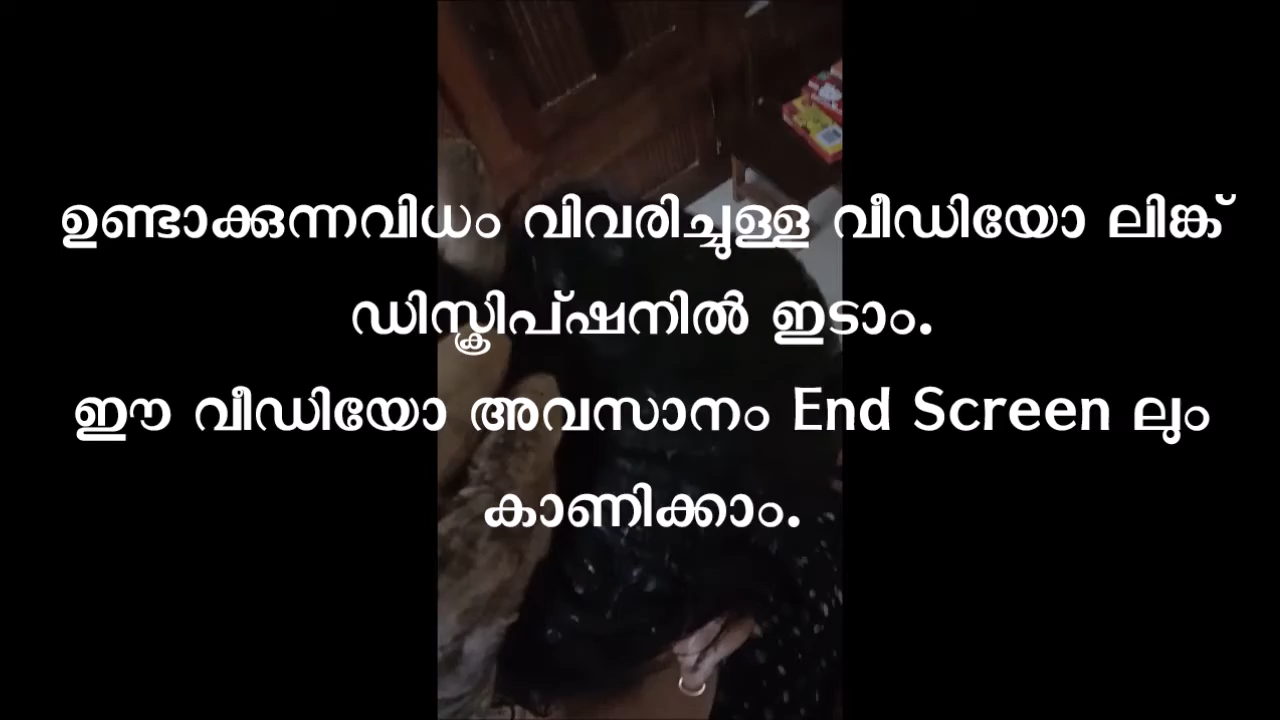 ഉണ്ടാക്കുന്നവിധം വിവരിച്ചുള്ള വീഡിയോ ലിങ്ക്
ഡിസ്ക്രിപ്ഷനിൽ ഇടാം.
ഈ വീഡിയോ അവസാനം End Screen ലും
കാണിക്കാം.